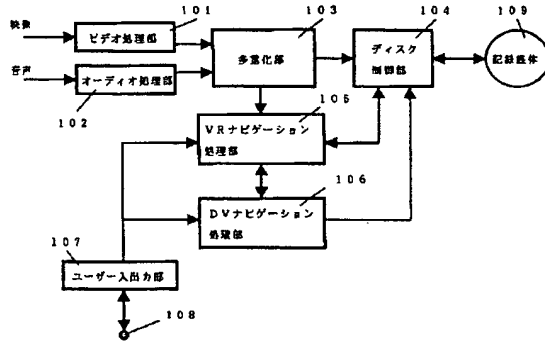 映像
ビデオ処理部
101
音声
オーディオ処理部
102
多重化部
103
ディスク
制御部
104
記録媒体
109
VRナビゲーション
処理部
105
DVナビゲーション
処理部
106
107
ユーザー入出力部
108